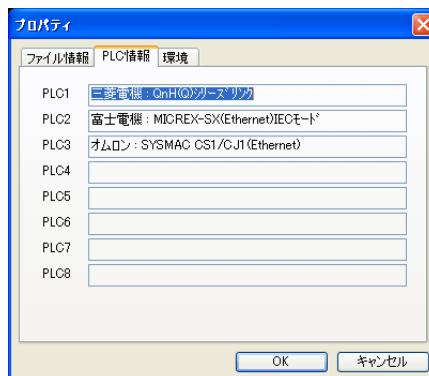 プロパティ
ファイル情報 PLC情報 環境
PLC1 三菱電機:QnH(Q)シリーズリンク
PLC2 富士電機:MICREX-SX(Ethernet)IECモード
PLC3 オムロン:SYSMAC CS1/CJ1(Ethernet)
PLC4
PLC5
PLC6
PLC7
PLC8
OK キャンセル